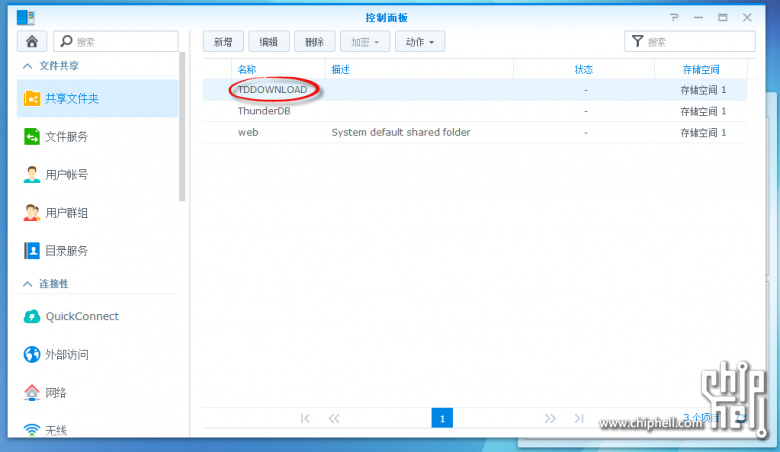 控制面板
搜索
新增 编辑 删除 加密 动作 搜索
文件共享
共享文件夹
文件服务
用户帐号
用户群组
目录服务
连接性
QuickConnect
外部访问
网络
无线
名称 描述 状态 存储空间
TDDOWNLOAD - 存储空间 1
ThunderDB - 存储空间 1
web System default shared folder - 存储空间 1
1
3 个项目
chip
hell
www.chiphell.com